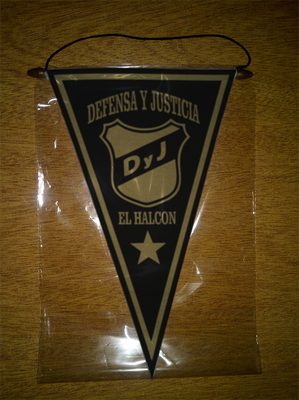 DEFENSA Y JUSTICIA
DyJ
EL HALCON